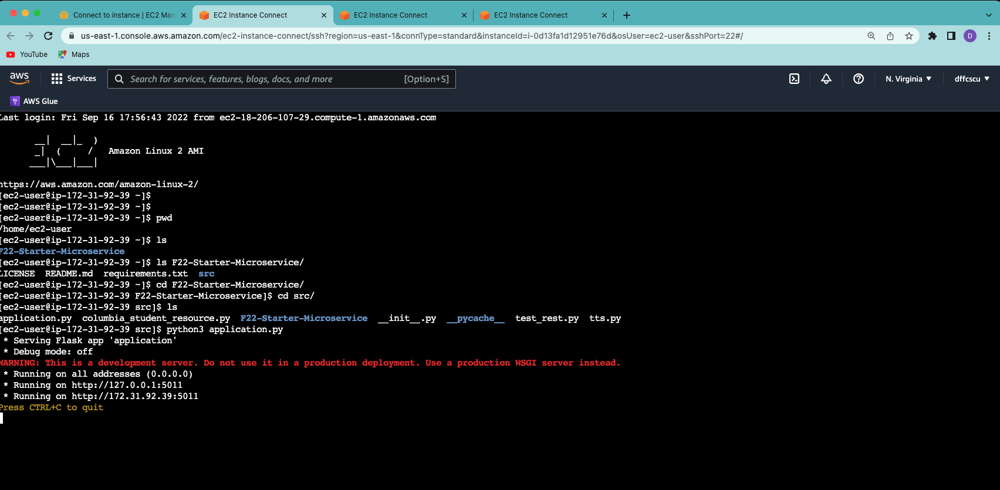 Connect to instance | EC2 Man
EC2 Instance Connect
EC2 Instance Connect
EC2 Instance Connect
us-east-1.console.aws.amazon.com/ec2-instance-connect/ssh?region=us-east-1&connType=standard&instanceId=i-0d13fa1d12951e76d&osUser=ec2-user&sshPort=22#/
D
YouTube
Maps
aws
Services
Search for services, features, blogs, docs, and more
[Option+S]
N. Virginia
dffcscu
AWS Glue
Last login: Fri Sep 16 17:56:43 2022 from ec2-18-206-107-29.compute-1.amazonaws.com
__|  __|_  )
_|  (     /   Amazon Linux 2 AMI
___|\___|___|
https://aws.amazon.com/amazon-linux-2/
[ec2-user@ip-172-31-92-39 ~]$
[ec2-user@ip-172-31-92-39 ~]$
[ec2-user@ip-172-31-92-39 ~]$ pwd
/home/ec2-user
[ec2-user@ip-172-31-92-39 ~]$ ls
F22-Starter-Microservice
[ec2-user@ip-172-31-92-39 ~]$ ls F22-Starter-Microservice/
LICENSE  README.md  requirements.txt  src
[ec2-user@ip-172-31-92-39 ~]$ cd F22-Starter-Microservice/
[ec2-user@ip-172-31-92-39 F22-Starter-Microservice]$ cd src/
[ec2-user@ip-172-31-92-39 src]$ ls
application.py  columbia_student_resource.py  F22-Starter-Microservice  __init__.py  __pycache__  test_rest.py  tts.py
[ec2-user@ip-172-31-92-39 src]$ python3 application.py
* Serving Flask app 'application'
* Debug mode: off
WARNING: This is a development server. Do not use it in a production deployment. Use a production WSGI server instead.
* Running on all addresses (0.0.0.0)
* Running on http://127.0.0.1:5011
* Running on http://172.31.92.39:5011
Press CTRL+C to quit